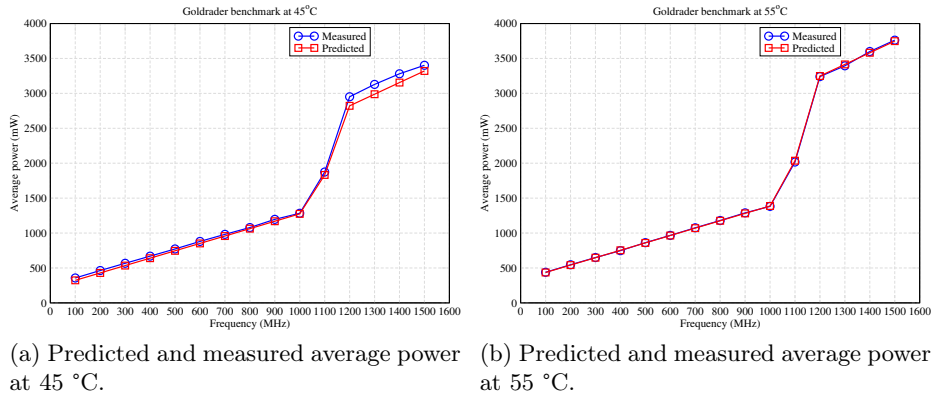 Goldrader benchmark at 45°C
Measured
Predicted
4000
3500
3000
2500
2000
1500
1000
500
0
Average power (mW)
0 100 200 300 400 500 600 700 800 900 1000 1100 1200 1300 1400 1500 1600
Frequency (MHz)
(a) Predicted and measured average power
at 45 °C.
Goldrader benchmark at 55°C
Measured
Predicted
4000
3500
3000
2500
2000
1500
1000
500
0
Average power (mW)
0 100 200 300 400 500 600 700 800 900 1000 1100 1200 1300 1400 1500 1600
Frequency (MHz)
(b) Predicted and measured average power
at 55 °C.